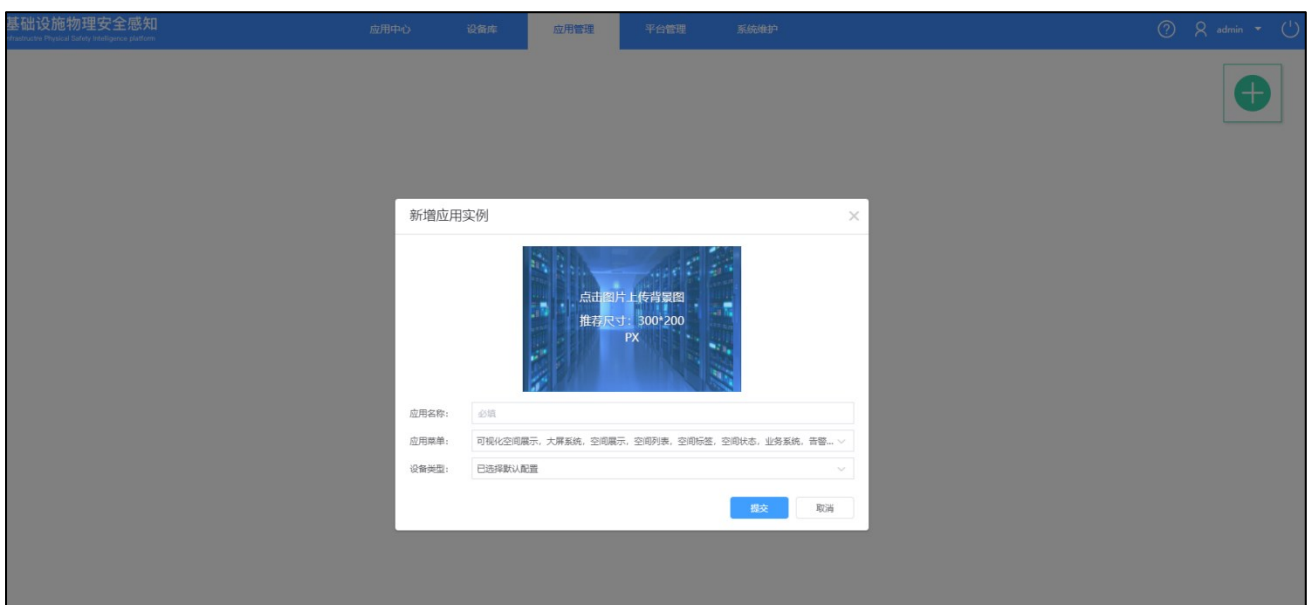 基础设施物理安全感知
Physical Safety Intelligence platform
应用中心 设备库 应用管理 平台管理 系统维护 admin
新增应用实例
点击图片上传背景图
推荐尺寸：300*200
PX
应用名称： 必填
应用菜单： 可视化空间展示，大屏系统，空间展示，空间列表，空间标签，空间状态，业务系统，告警...
设备类型： 已选择默认配置
提交 取消